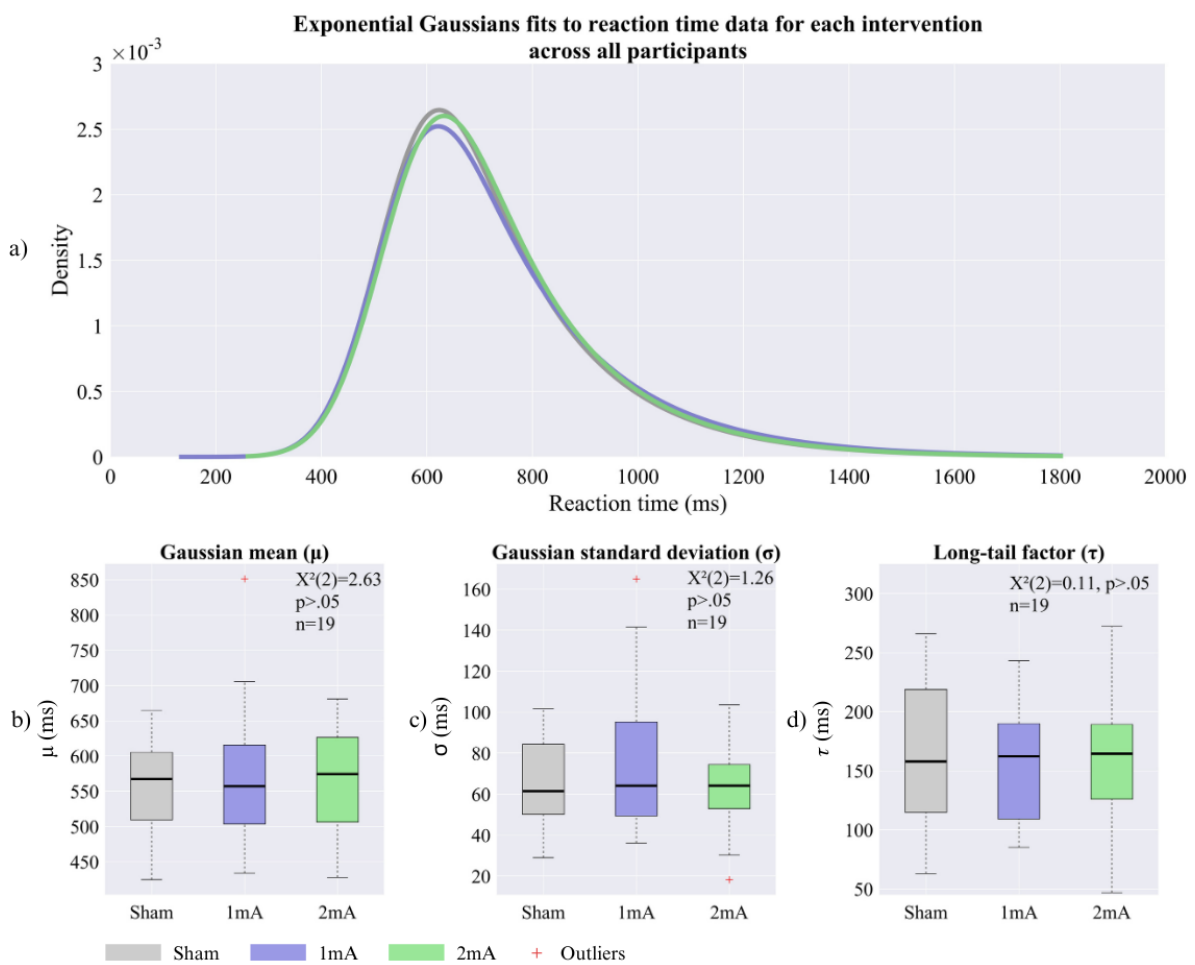 Exponential Gaussians fits to reaction time data for each intervention
across all participants
×10⁻³
3
2.5
2
1.5
1
0.5
0
a)
Density
0 200 400 600 800 1000 1200 1400 1600 1800 2000
Reaction time (ms)
Gaussian mean (μ)
X²(2)=2.63
p>.05
n=19
850
800
750
700
650
600
550
500
450
b)
μ (ms)
Sham 1mA 2mA
Gaussian standard deviation (σ)
X²(2)=1.26
p>.05
n=19
160
140
120
100
80
60
40
20
c)
σ (ms)
Sham 1mA 2mA
Long-tail factor (τ)
X²(2)=0.11, p>.05
n=19
300
250
200
150
100
50
d)
τ (ms)
Sham 1mA 2mA
Sham 1mA 2mA + Outliers